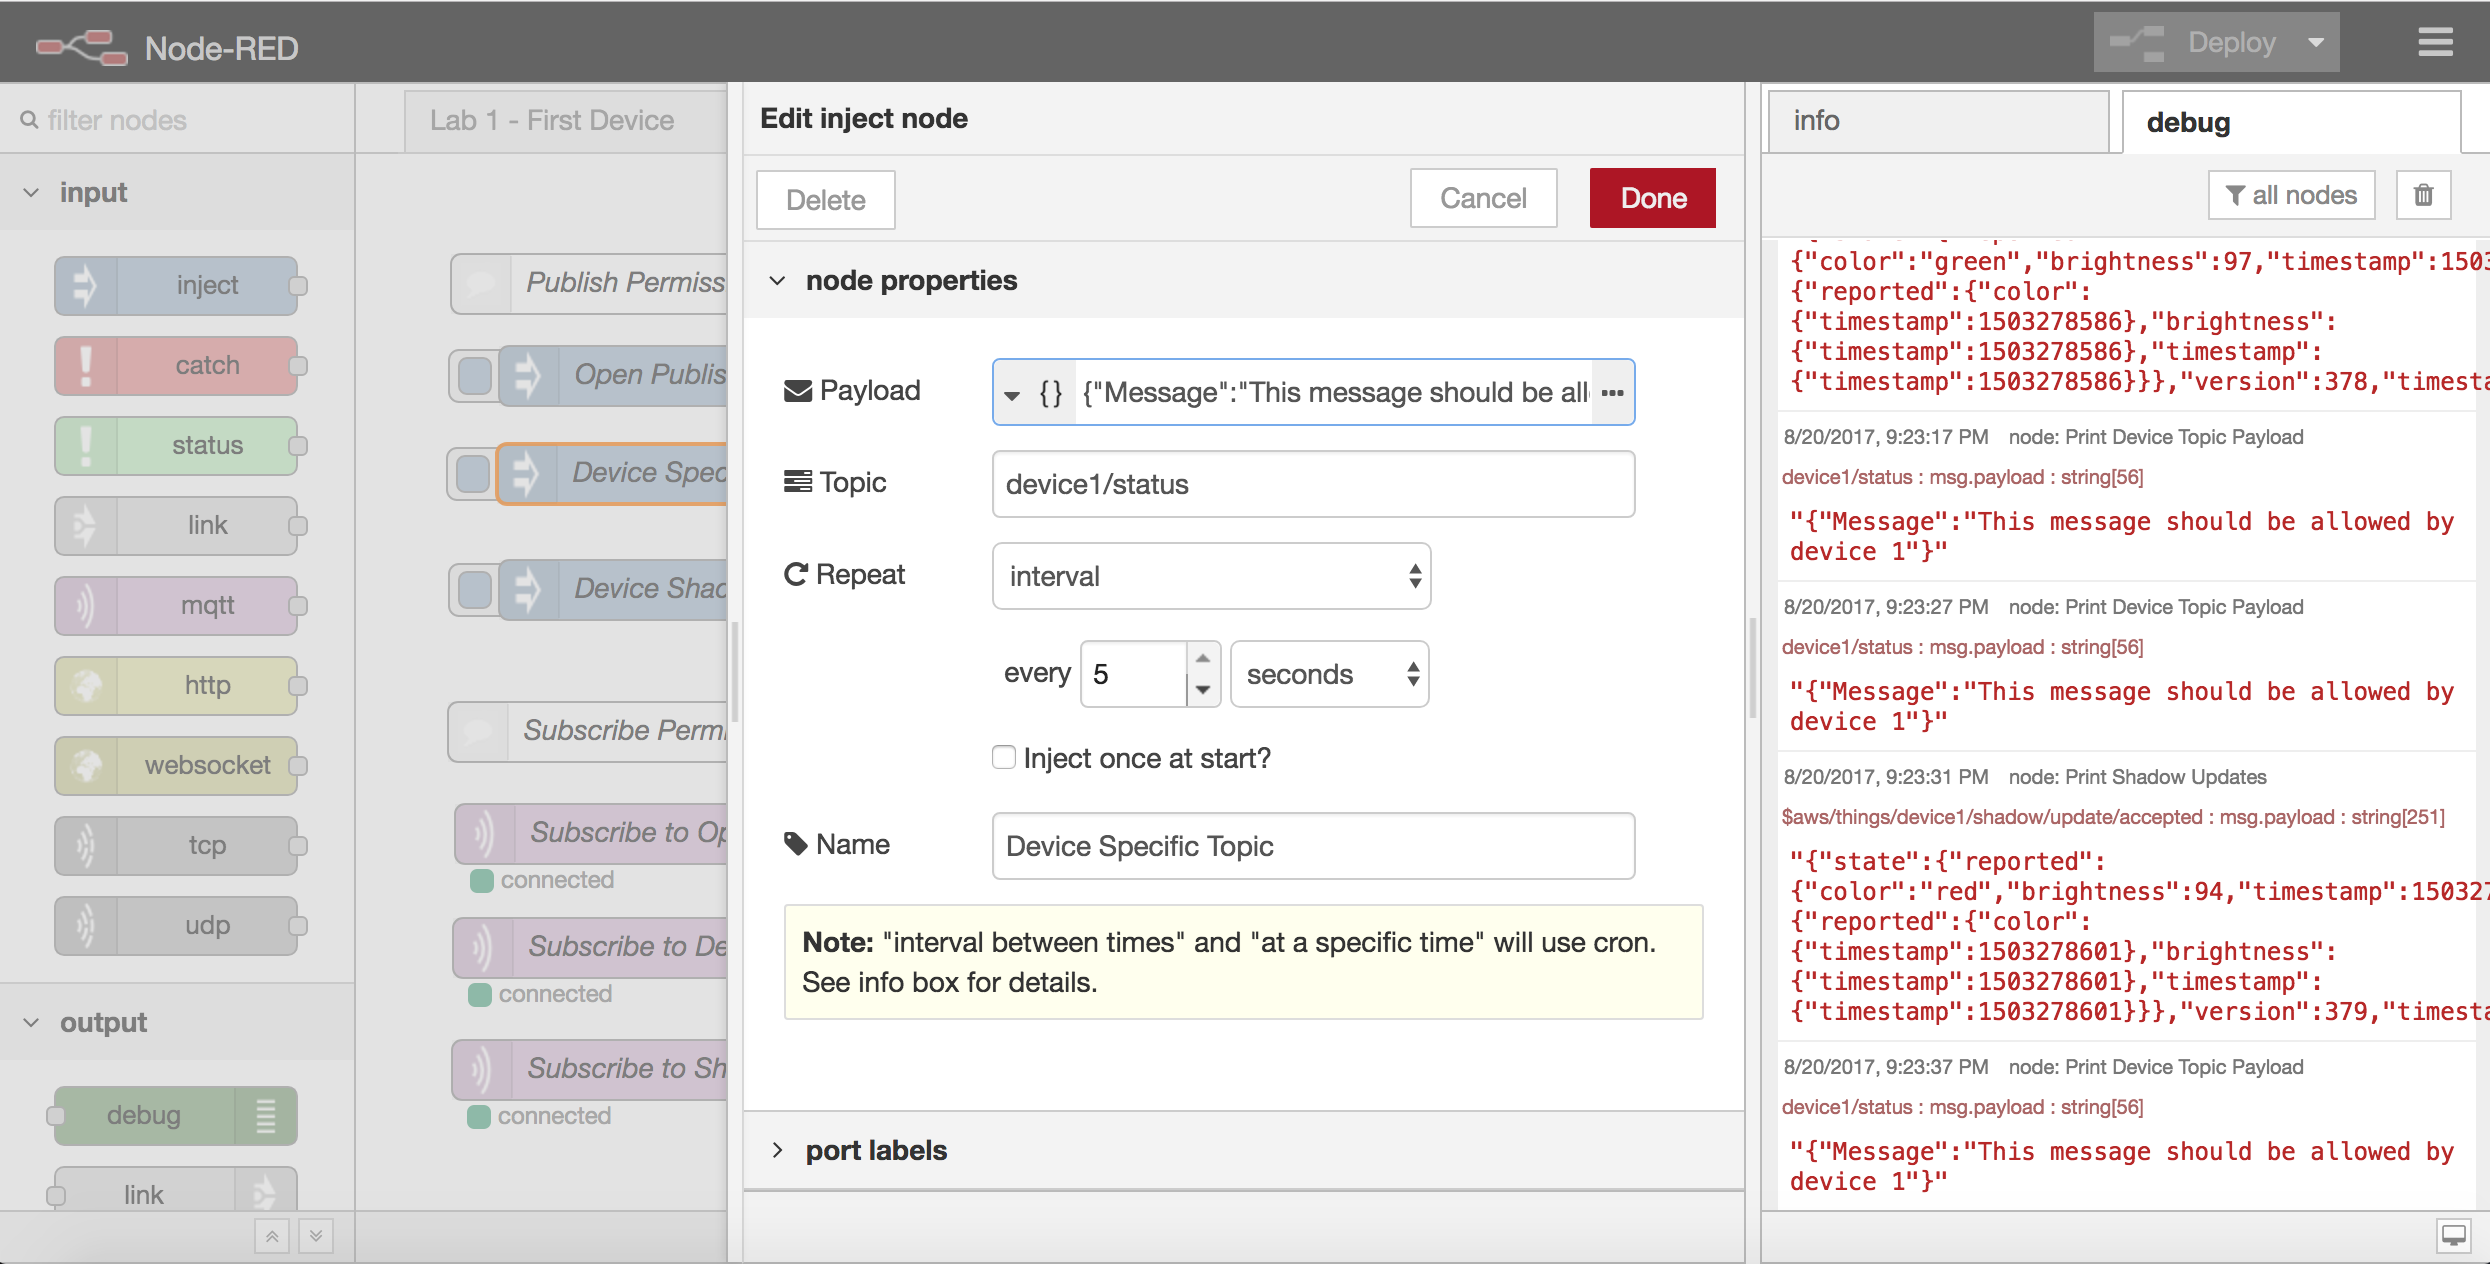 Node-RED
Deploy
filter nodes
input
inject
catch
status
link
mqtt
http
websocket
tcp
udp
output
debug
link
Lab 1 - First Device
Publish Permiss
Open Publis
Device Spec
Device Shad
Subscribe Permi
Subscribe to Op
connected
Subscribe to De
connected
Subscribe to Sh
connected
Edit inject node
Delete
Cancel
Done
node properties
Payload
{} {"Message":"This message should be all ...
Topic
device1/status
Repeat
interval
every 5 seconds
Inject once at start?
Name
Device Specific Topic
Note: "interval between times" and "at a specific time" will use cron.
See info box for details.
port labels
info
debug
all nodes
{"color":"green","brightness":97,"timestamp":1503
{"reported":{"color":
{"timestamp":1503278586},"brightness":
{"timestamp":1503278586},"timestamp":
{"timestamp":1503278586}}},"version":378,"timesta
8/20/2017, 9:23:17 PM node: Print Device Topic Payload
device1/status : msg.payload : string[56]
"{"Message":"This message should be allowed by
device 1"}"
8/20/2017, 9:23:27 PM node: Print Device Topic Payload
device1/status : msg.payload : string[56]
"{"Message":"This message should be allowed by
device 1"}"
8/20/2017, 9:23:31 PM node: Print Shadow Updates
$aws/things/device1/shadow/update/accepted : msg.payload : string[251]
"{"state":{"reported":
{"color":"red","brightness":94,"timestamp":150327
{"reported":{"color":
{"timestamp":1503278601},"brightness":
{"timestamp":1503278601},"timestamp":
{"timestamp":1503278601}}},"version":379,"timesta
8/20/2017, 9:23:37 PM node: Print Device Topic Payload
device1/status : msg.payload : string[56]
"{"Message":"This message should be allowed by
device 1"}"